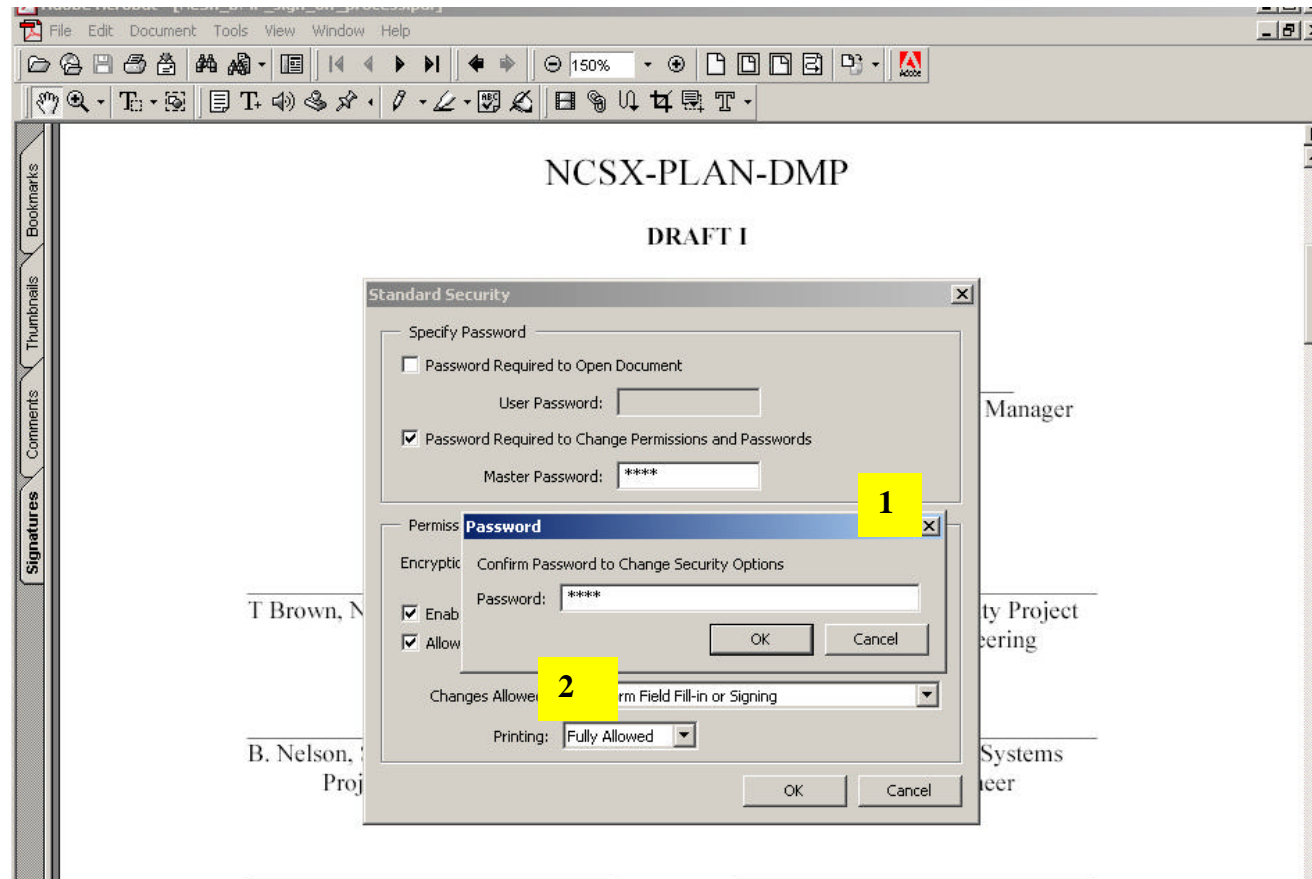 File Edit Document Tools View Window Help
150%
Adobe
NCSX-PLAN-DMP
DRAFT I
Bookmarks
Thumbnails
Comments
Signatures
Standard Security
Specify Password
Password Required to Open Document
User Password:
Password Required to Change Permissions and Passwords
Master Password: ****
Manager
1
Permiss
Password
Encryptic
Confirm Password to Change Security Options
Password: ****
OK Cancel
Enab
Allow
T Brown, N
ty Project
eering
2
Changes Allowe
rm Field Fill-in or Signing
Printing: Fully Allowed
B. Nelson,
Proj
Systems
neer
OK Cancel